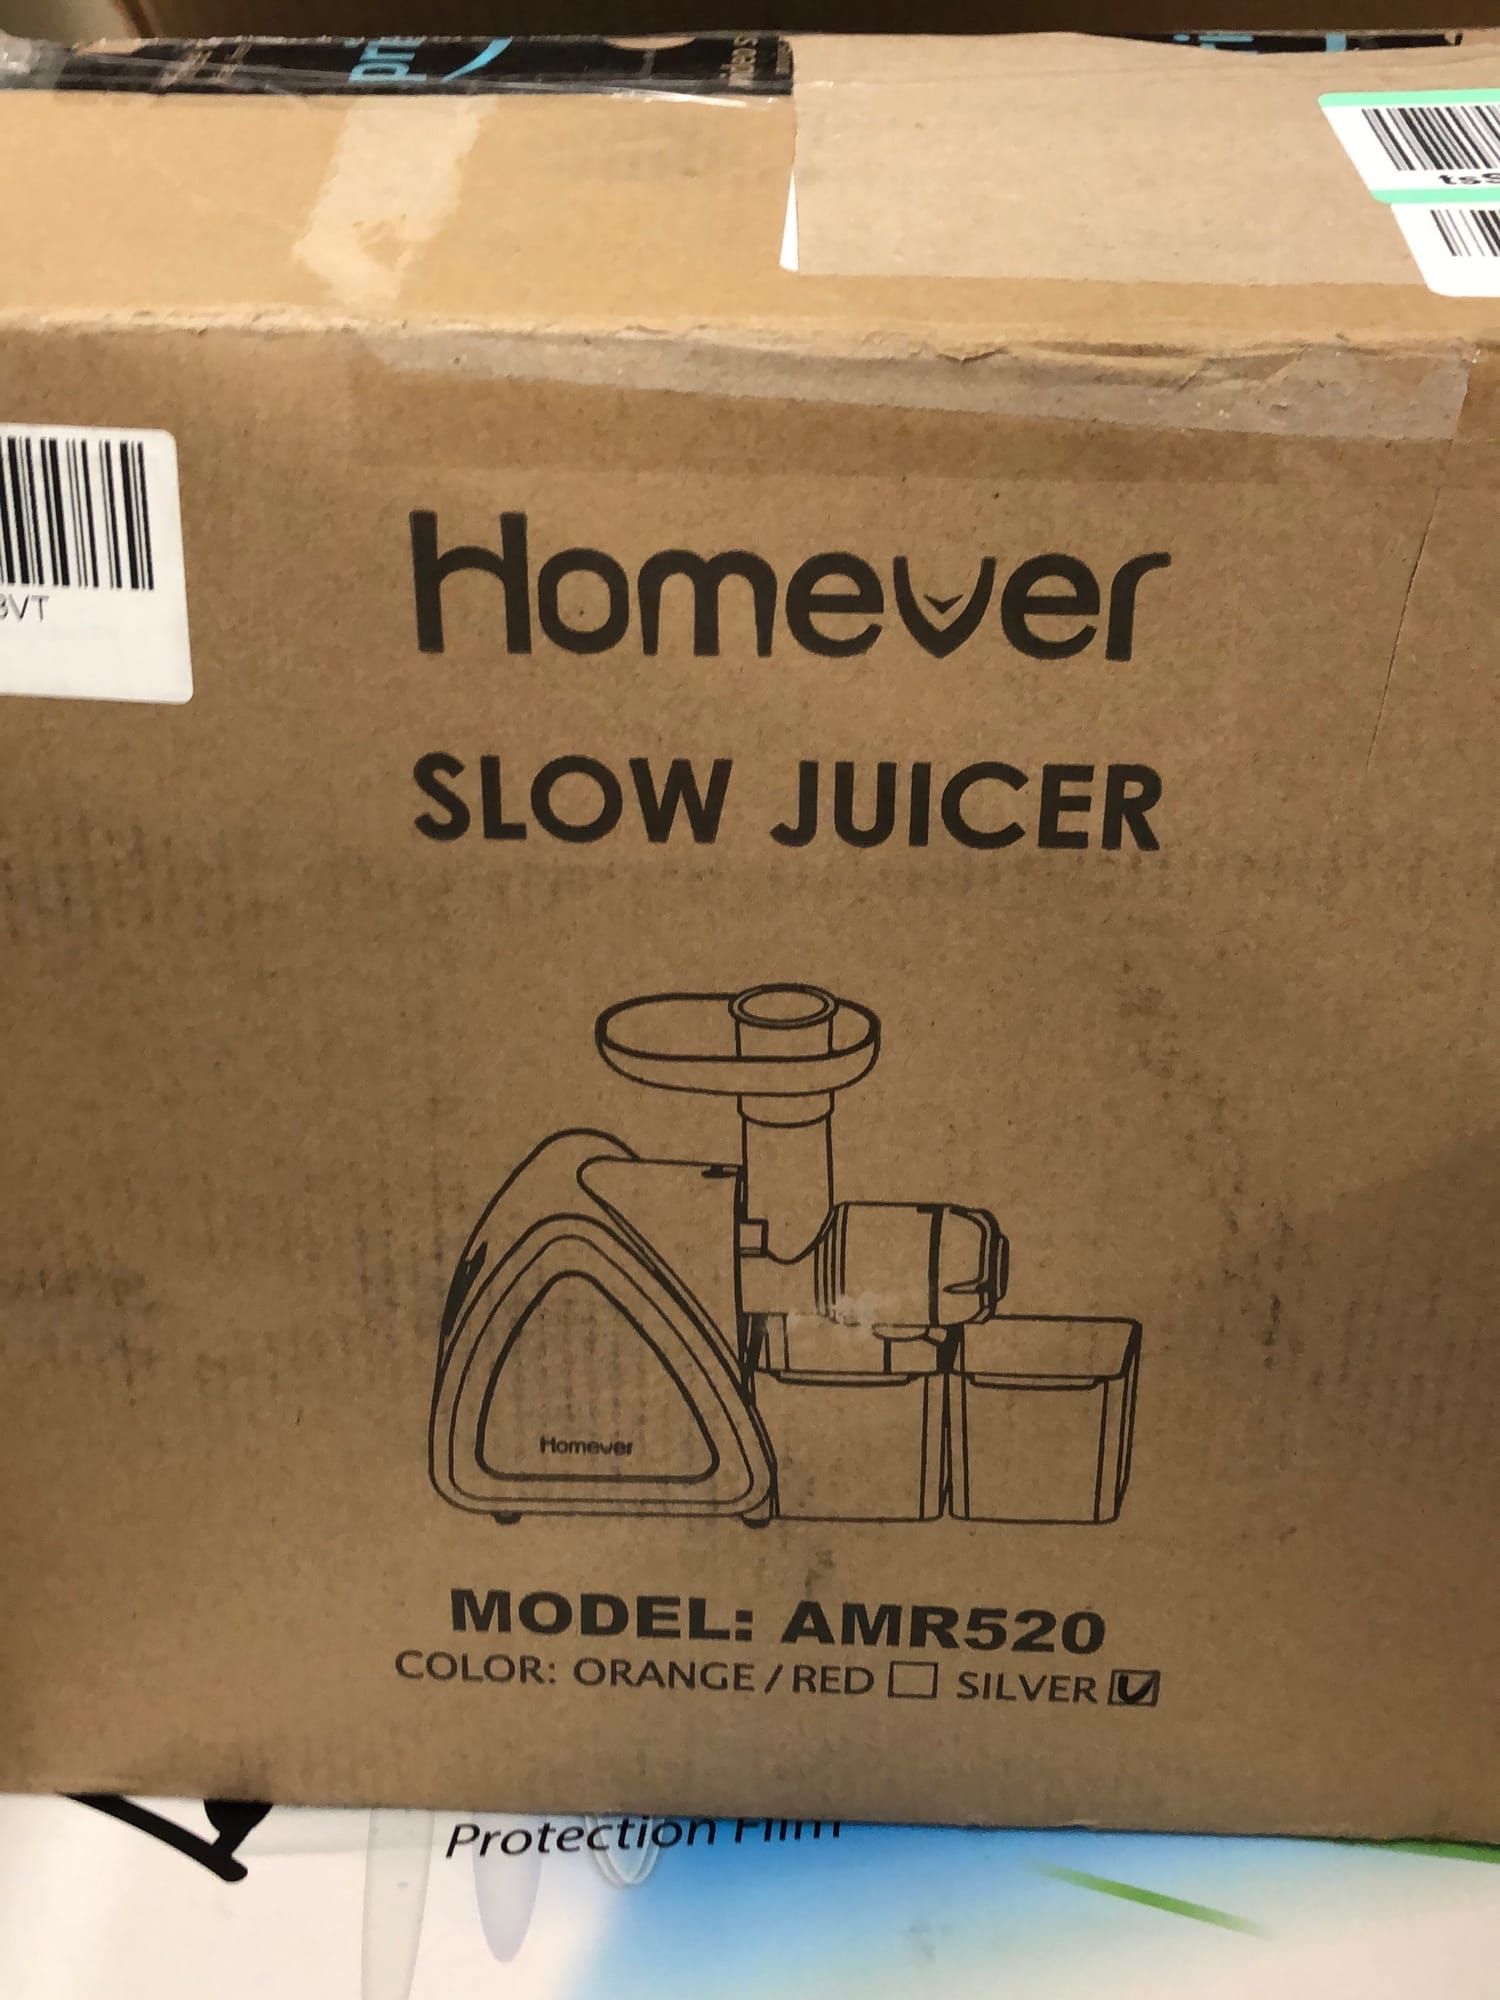 Homever
SLOW JUICER
Homever
MODEL: AMR520
COLOR: ORANGE/RED SILVER
Protection Film